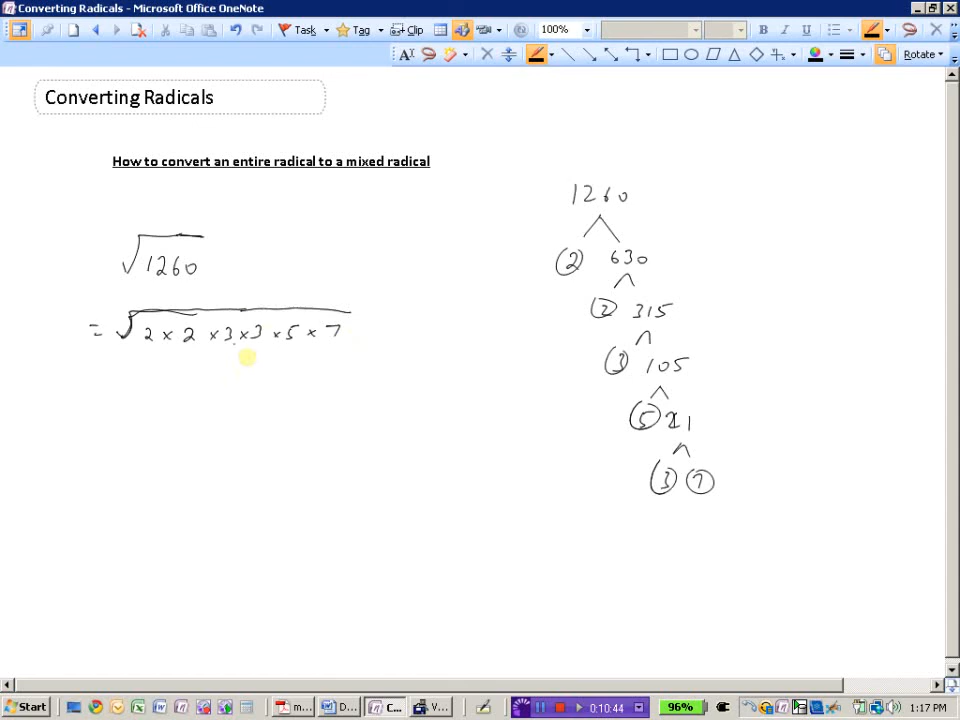 Converting Radicals - Microsoft Office OneNote
Task Tag Clip 100%
B I U
Rotate
Converting Radicals
How to convert an entire radical to a mixed radical
1260
2 630
√1260
2 315
= √2 × 2 × 3 × 3 × 5 × 7
3 105
5 21
3 7
Start m... D... C... V... 0:10:44 96% 1:17 PM